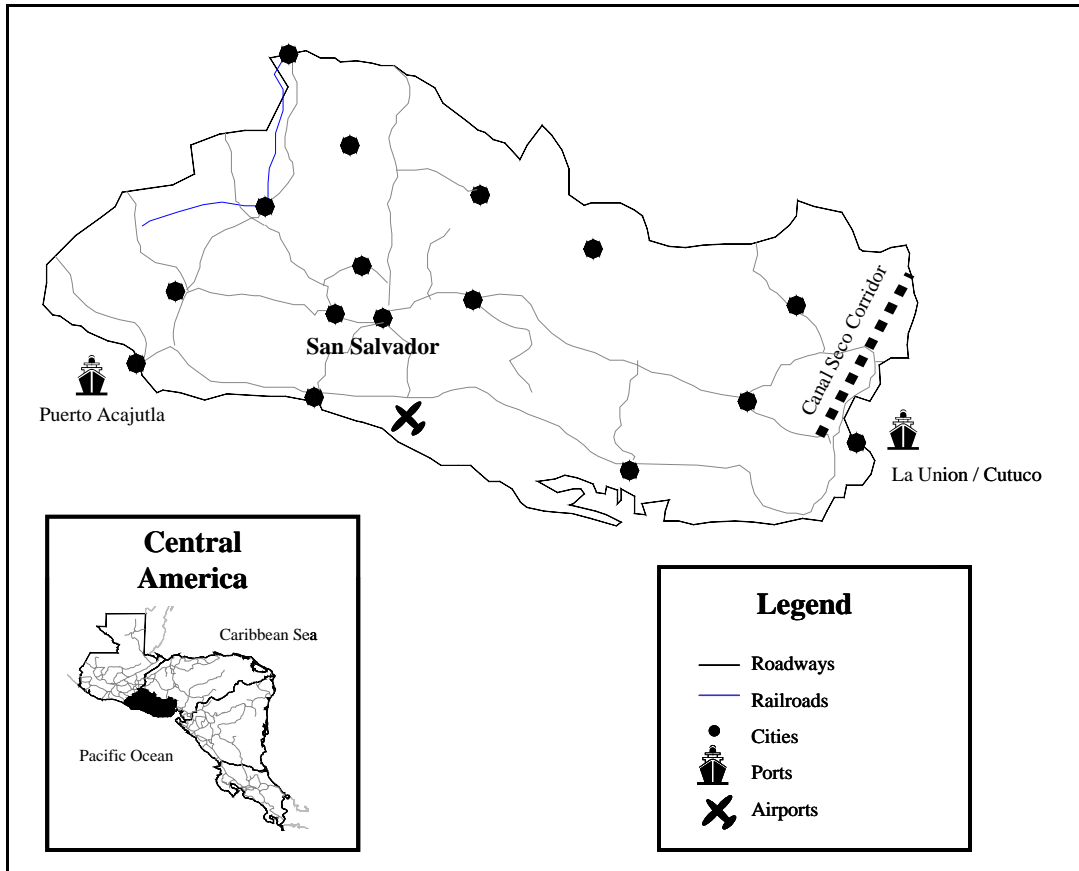 San Salvador
Canal Seco Corridor
Puerto Acajutla
La Union / Cutuco
Central
America
Caribbean Sea
Pacific Ocean
Legend
Roadways
Railroads
Cities
Ports
Airports